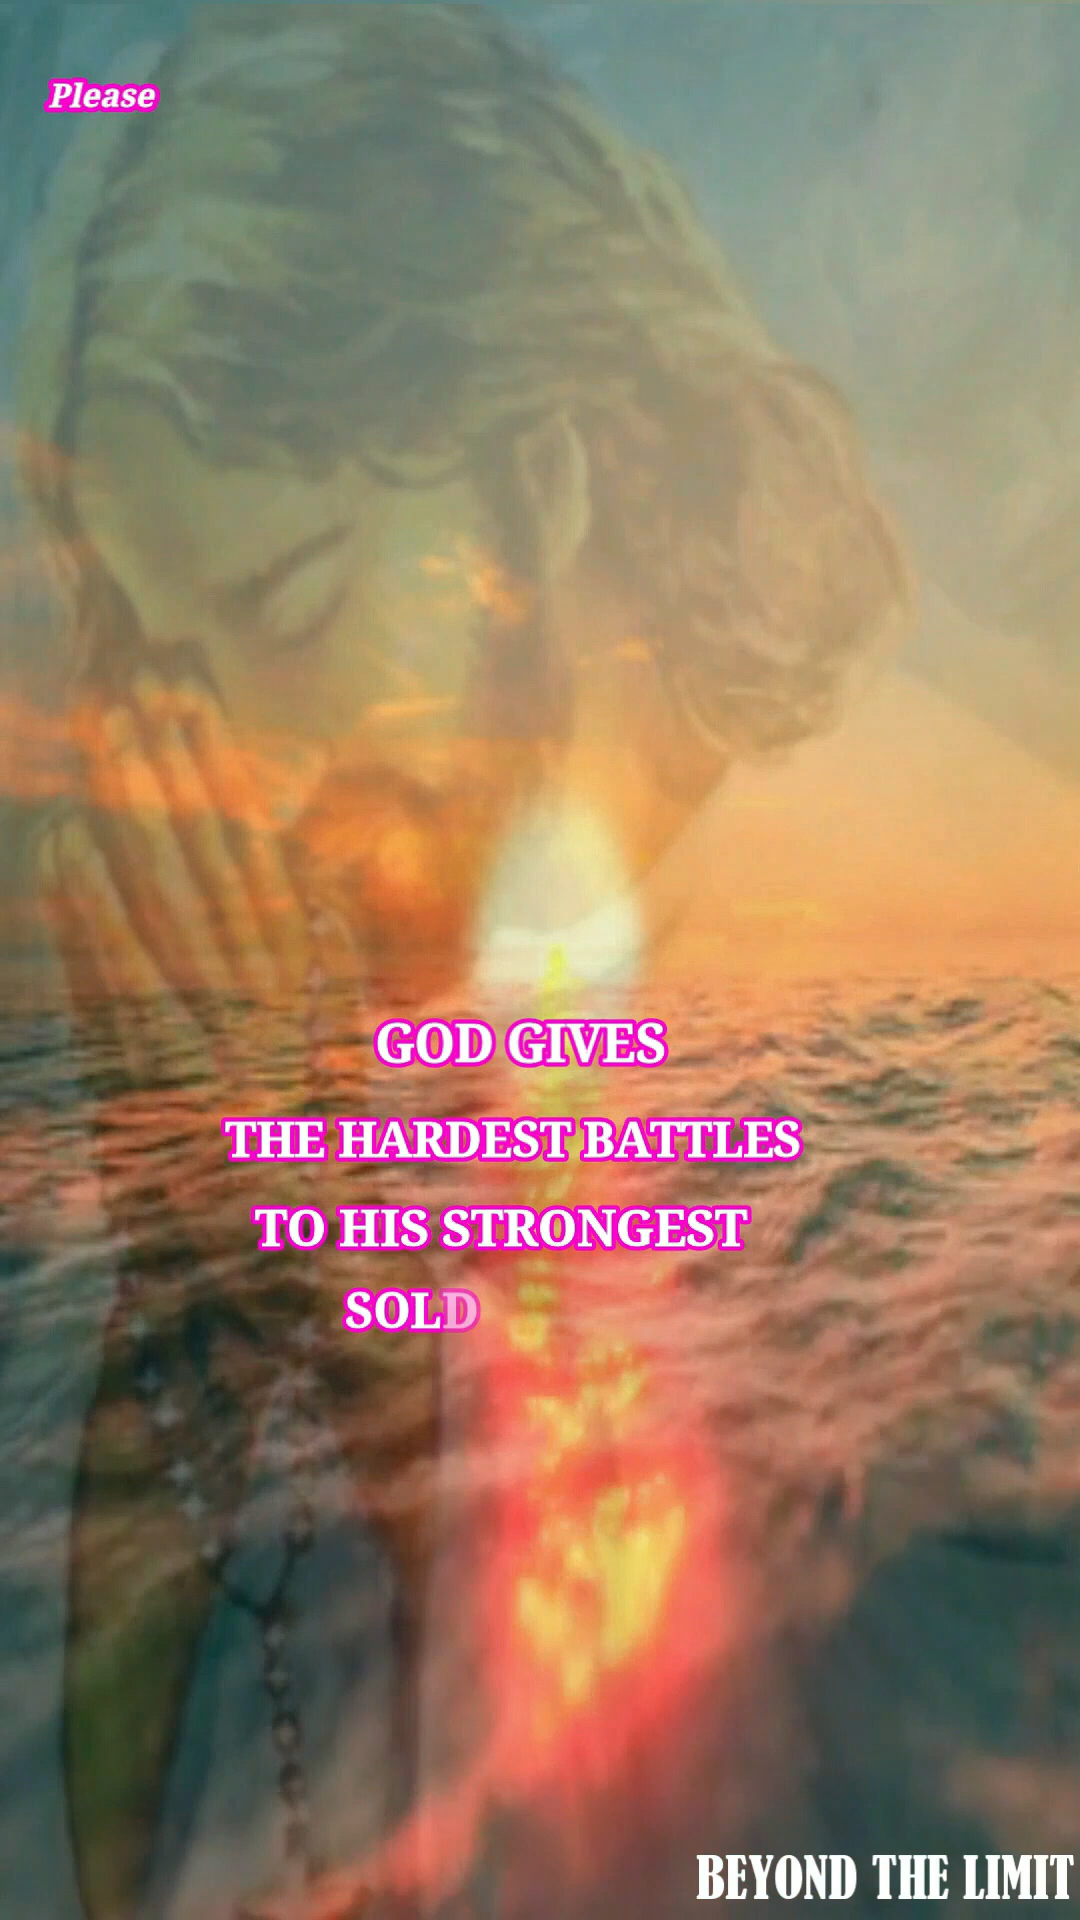 Please
GOD GIVES
THE HARDEST BATTLES
TO HIS STRONGEST
SOLD
BEYOND THE LIMIT